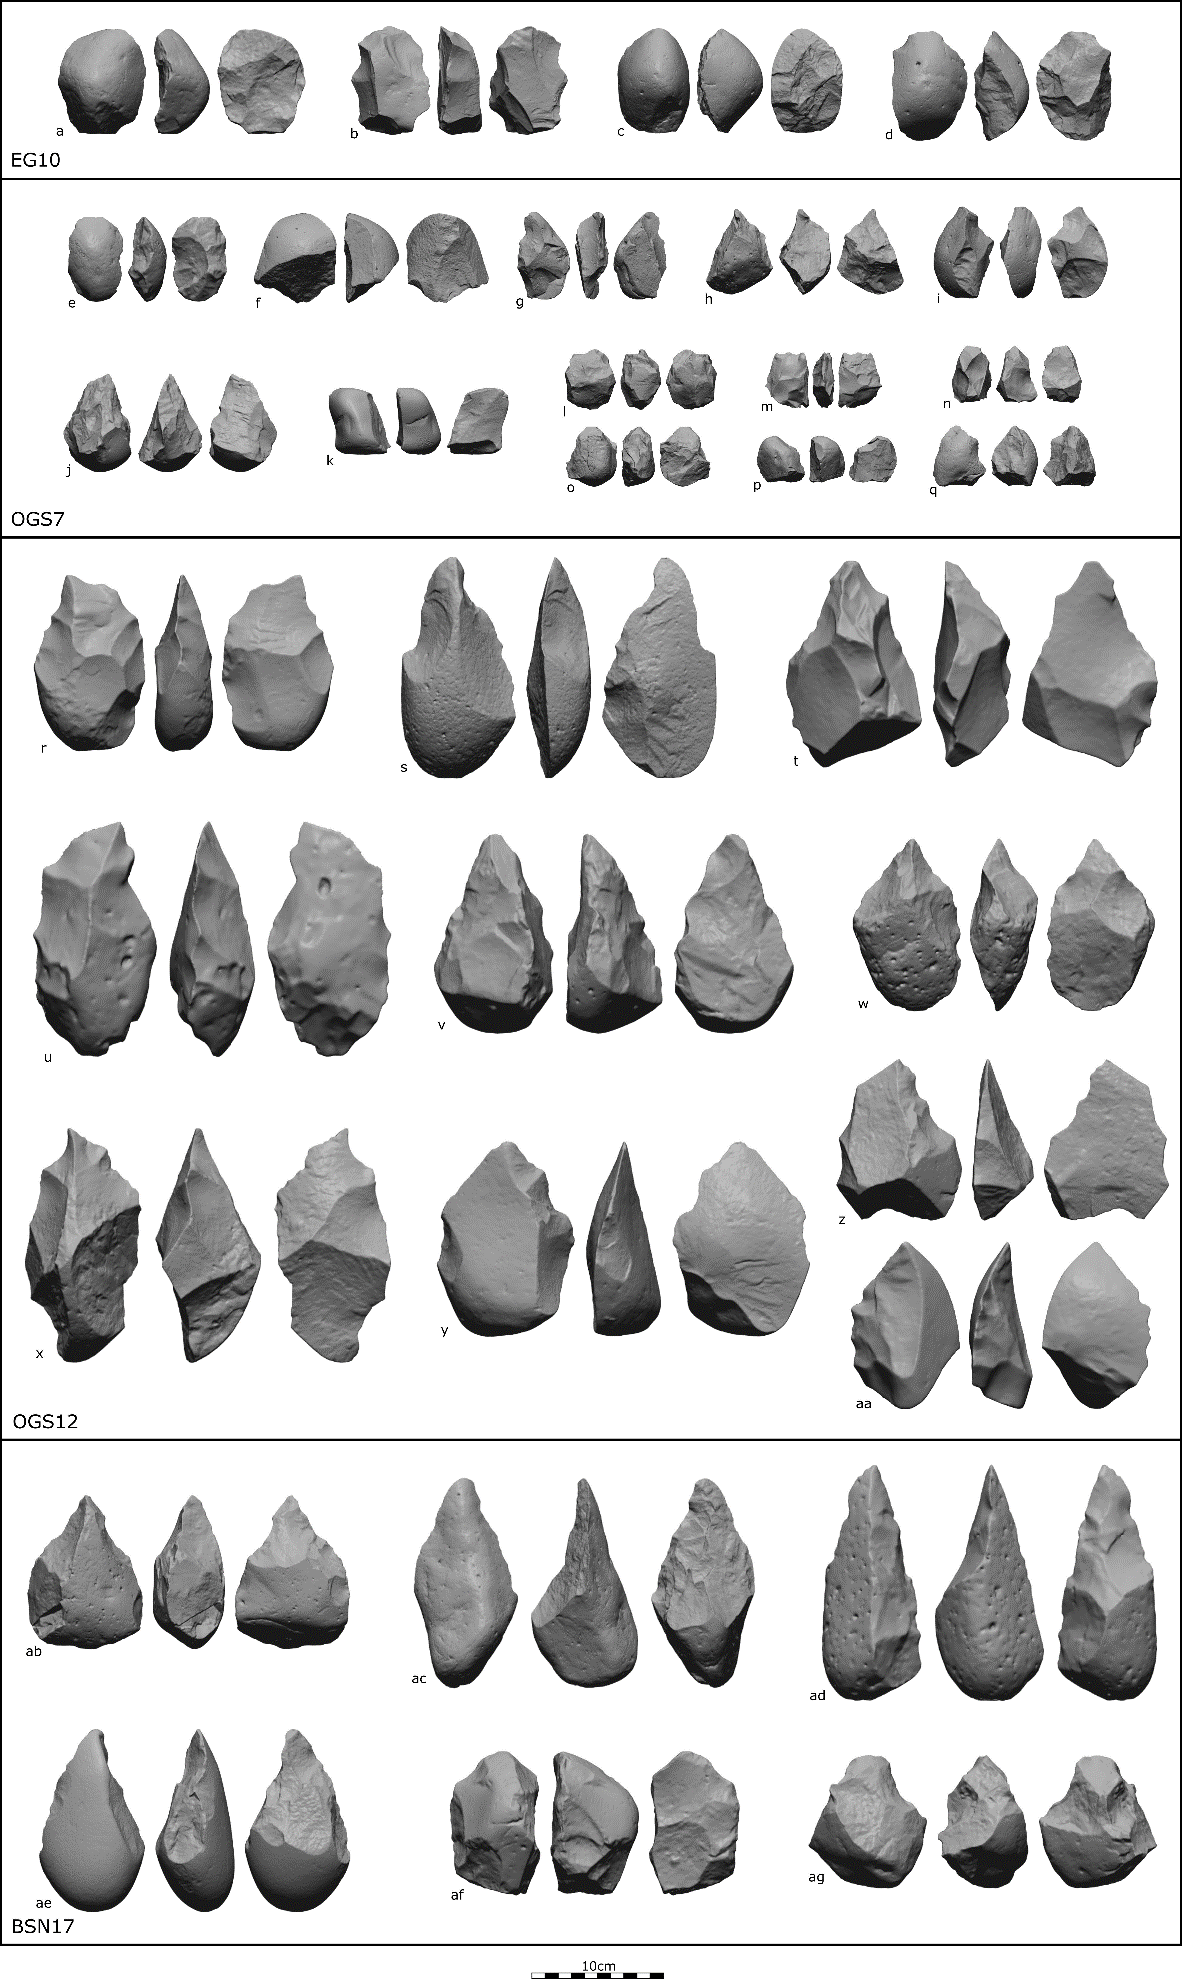 a b c d
EG10
e f g h i
j k l m n
o p q
OGS7
r s t
u v w
x y z
aa
OGS12
ab ac ad
ae af ag
BSN17
10cm